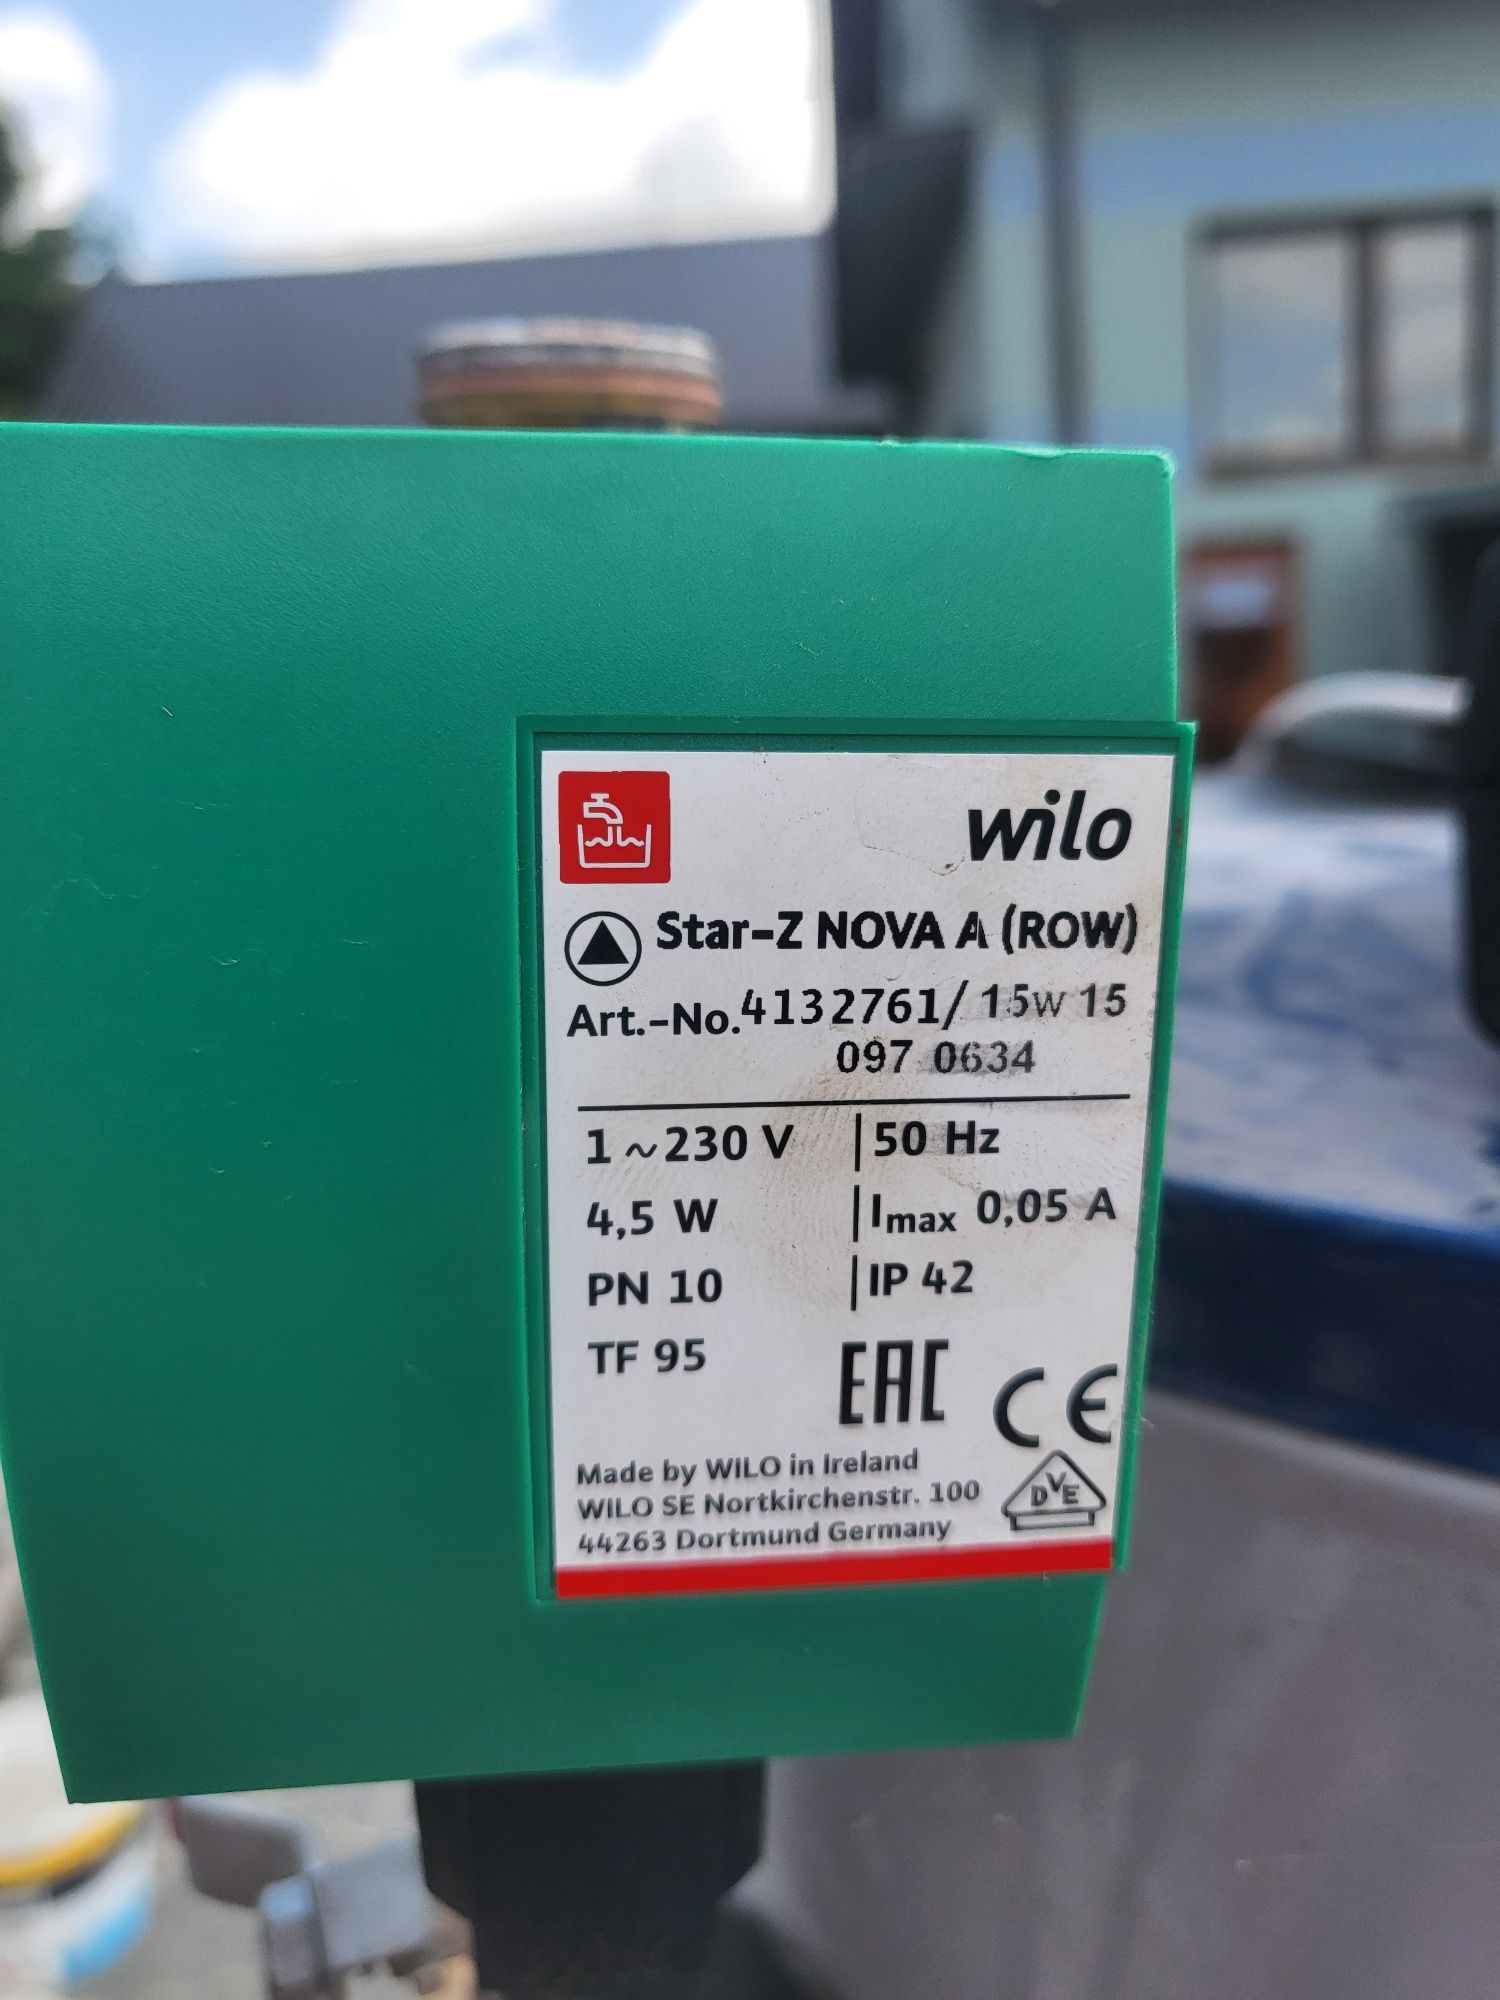 wilo
Star-Z NOVA A (ROW)
Art.-No.4132761/ 15w 15
097 0634
1 ~ 230 V | 50 Hz
4,5 W | Imax 0,05 A
PN 10 | IP 42
TF 95
EAC CE
Made by WILO in Ireland
WILO SE Nortkirchenstr. 100
44263 Dortmund Germany
DVE